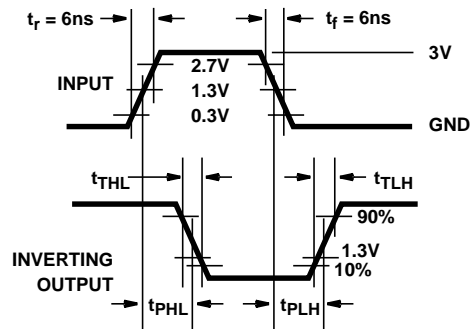 tr = 6ns
tf = 6ns
3V
2.7V
INPUT
1.3V
0.3V
GND
tTHL
tTLH
90%
1.3V
INVERTING
10%
OUTPUT
tPHL
tPLH